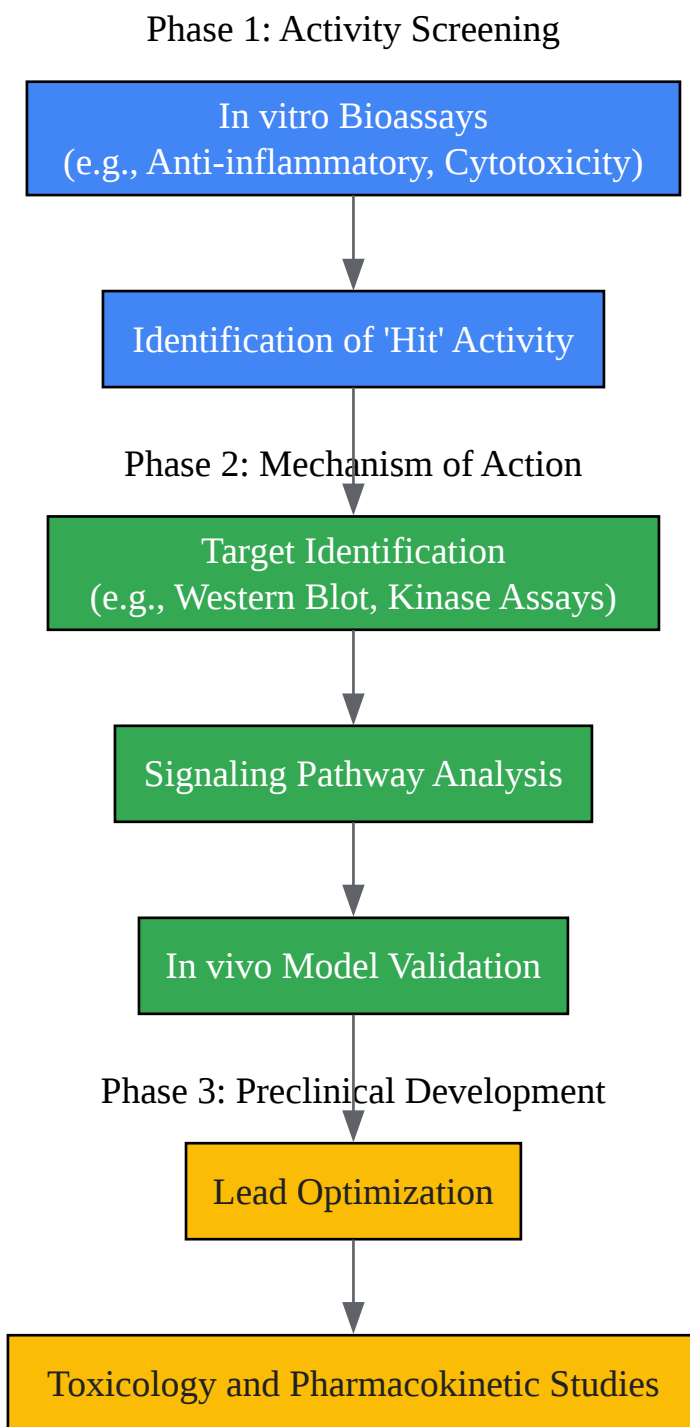 Phase 1: Activity Screening
In vitro Bioassays
(e.g., Anti-inflammatory, Cytotoxicity)
Identification of 'Hit' Activity
Phase 2: Mechanism of Action
Target Identification
(e.g., Western Blot, Kinase Assays)
Signaling Pathway Analysis
In vivo Model Validation
Phase 3: Preclinical Development
Lead Optimization
Toxicology and Pharmacokinetic Studies